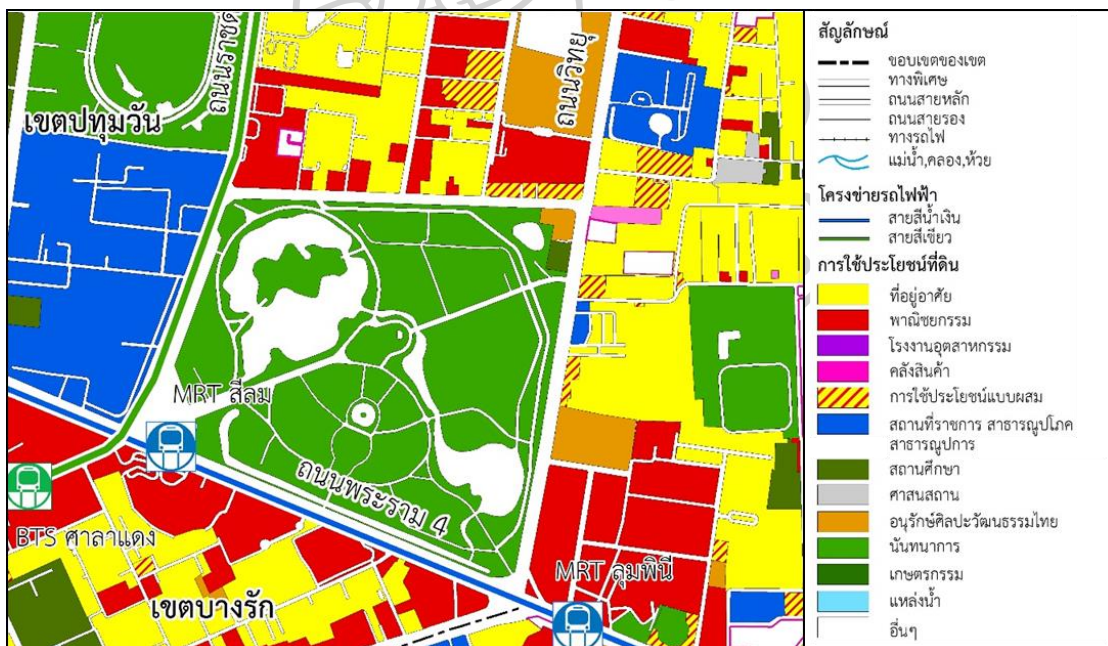 ถนนราชดำ
ถนนวิทยุ
เขตปทุมวัน
MRT สีลม
ถนนพระราม 4
BTS ศาลาแดง
MRT ลุมพินี
เขตบางรัก
สัญลักษณ์
ขอบเขตของเขต
ทางพิเศษ
ถนนสายหลัก
ถนนสายรอง
ทางรถไฟ
แม่น้ำ,คลอง,ห้วย
โครงข่ายรถไฟฟ้า
สายสีน้ำเงิน
สายสีเขียว
การใช้ประโยชน์ที่ดิน
ที่อยู่อาศัย
พาณิชยกรรม
โรงงานอุตสาหกรรม
คลังสินค้า
การใช้ประโยชน์แบบผสม
สถานที่ราชการ สาธารณูปโภค
สาธารณูปการ
สถานศึกษา
ศาสนสถาน
อนุรักษ์ศิลปะวัฒนธรรมไทย
นันทนาการ
เกษตรกรรม
แหล่งน้ำ
อื่นๆ